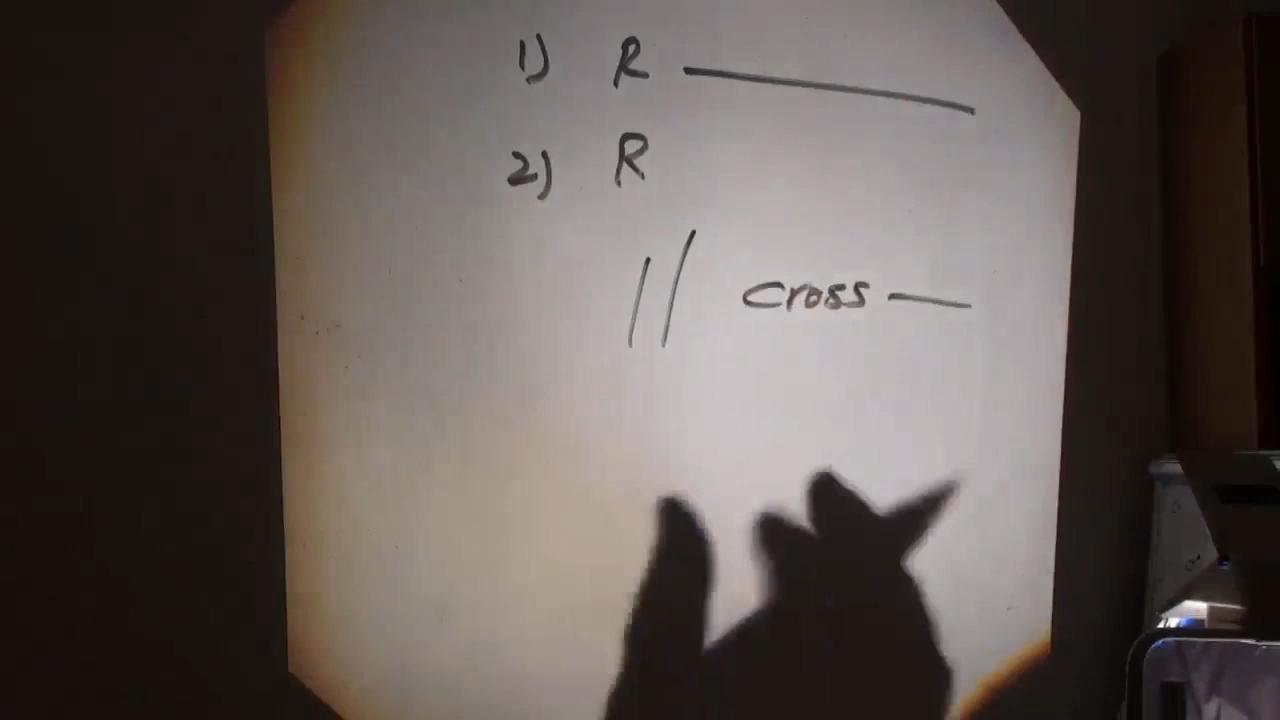 1) R —
2) R
// Cross —